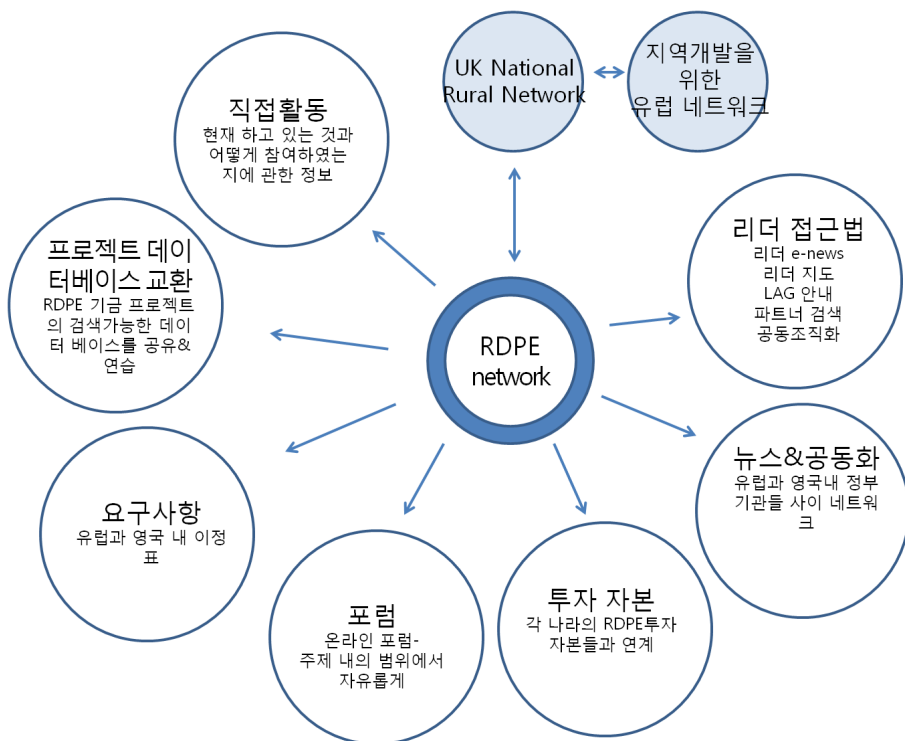 UK National
Rural Network
지역개발을
위한
유럽 네트워크
직접활동
현재 하고 있는 것과
어떻게 참여하였는
지에 관한 정보
리더 접근법
리더 e-news
리더 지도
LAG 안내
파트너 검색
공동조직화
프로젝트 데이
터베이스 교환
RDPE 기금 프로젝트
의 검색가능한 데이
터 베이스를 공유&
연습
RDPE
network
뉴스&공동화
유럽과 영국내 정부
기관들 사이 네트워
크
요구사항
유럽과 영국 내 이정
표
포럼
온라인 포럼-
주제 내의 범위에서
자유롭게
투자 자본
각 나라의 RDPE투자
자본들과 연계